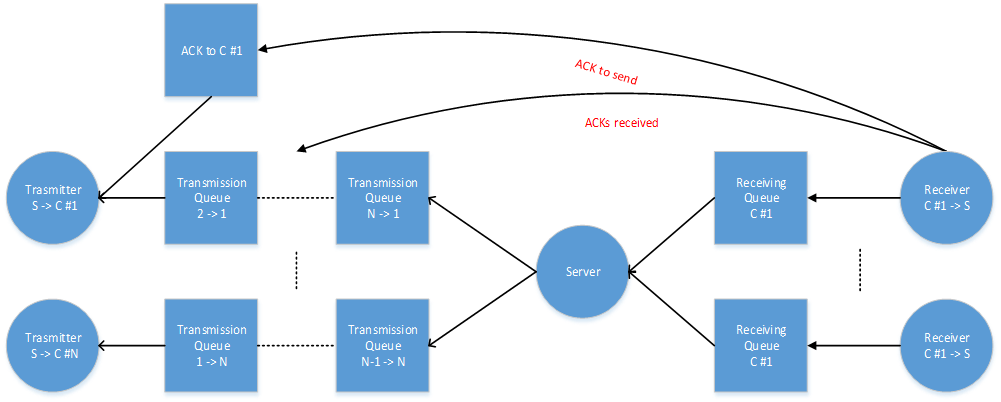 ACK to C #1
ACK to send
ACKs received
Trasmitter
S -> C #1
Transmission
Queue
2 -> 1
Transmission
Queue
N -> 1
Server
Receiving
Queue
C #1
Receiver
C #1 -> S
Trasmitter
S -> C #N
Transmission
Queue
1 -> N
Transmission
Queue
N-1 -> N
Receiving
Queue
C #1
Receiver
C #1 -> S